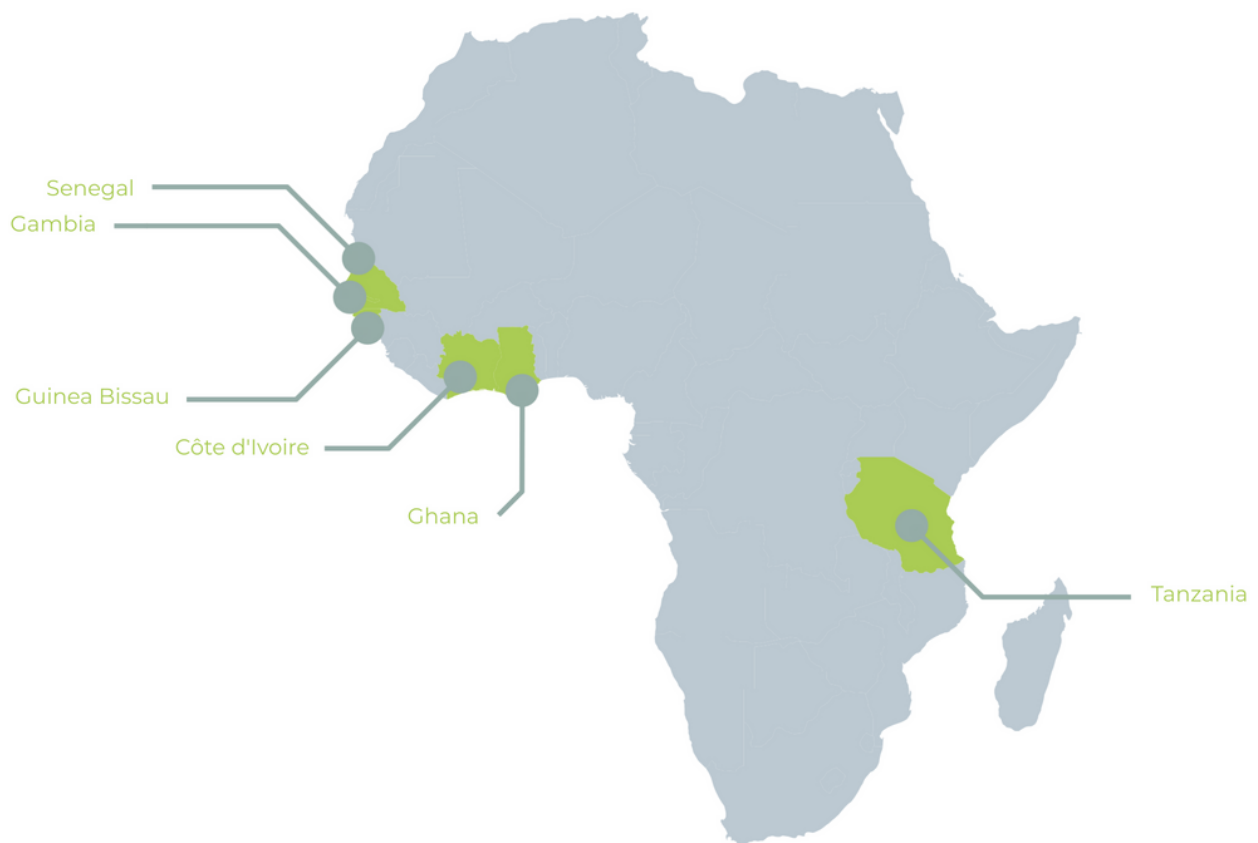 Senegal
Gambia
Guinea Bissau
Côte d'Ivoire
Ghana
Tanzania